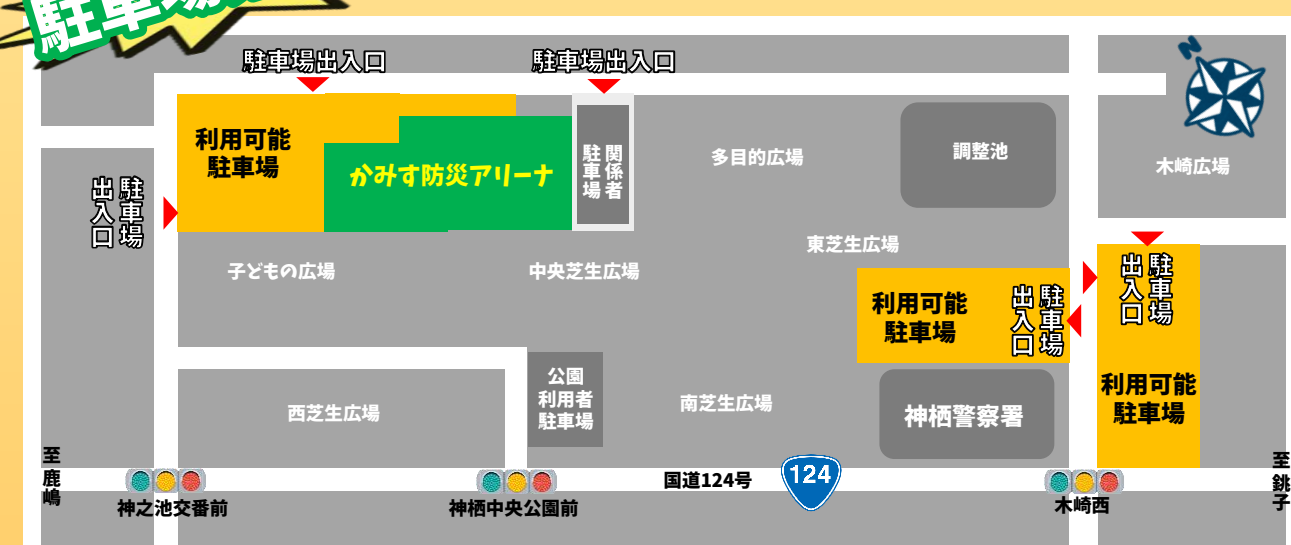 駐車場
駐車場出入口
駐車場出入口
利用可能
駐車場
かみす防災アリーナ
関係者
駐車場
多目的広場
調整池
N
木崎広場
駐車場
出入口
子どもの広場
中央芝生広場
東芝生広場
利用可能
駐車場
駐車場
出入口
駐車場
出入口
利用可能
駐車場
公園
利用者
駐車場
西芝生広場
南芝生広場
神栖警察署
至鹿嶋
神之池交番前
神栖中央公園前
国道124号
124
木崎西
至銚子